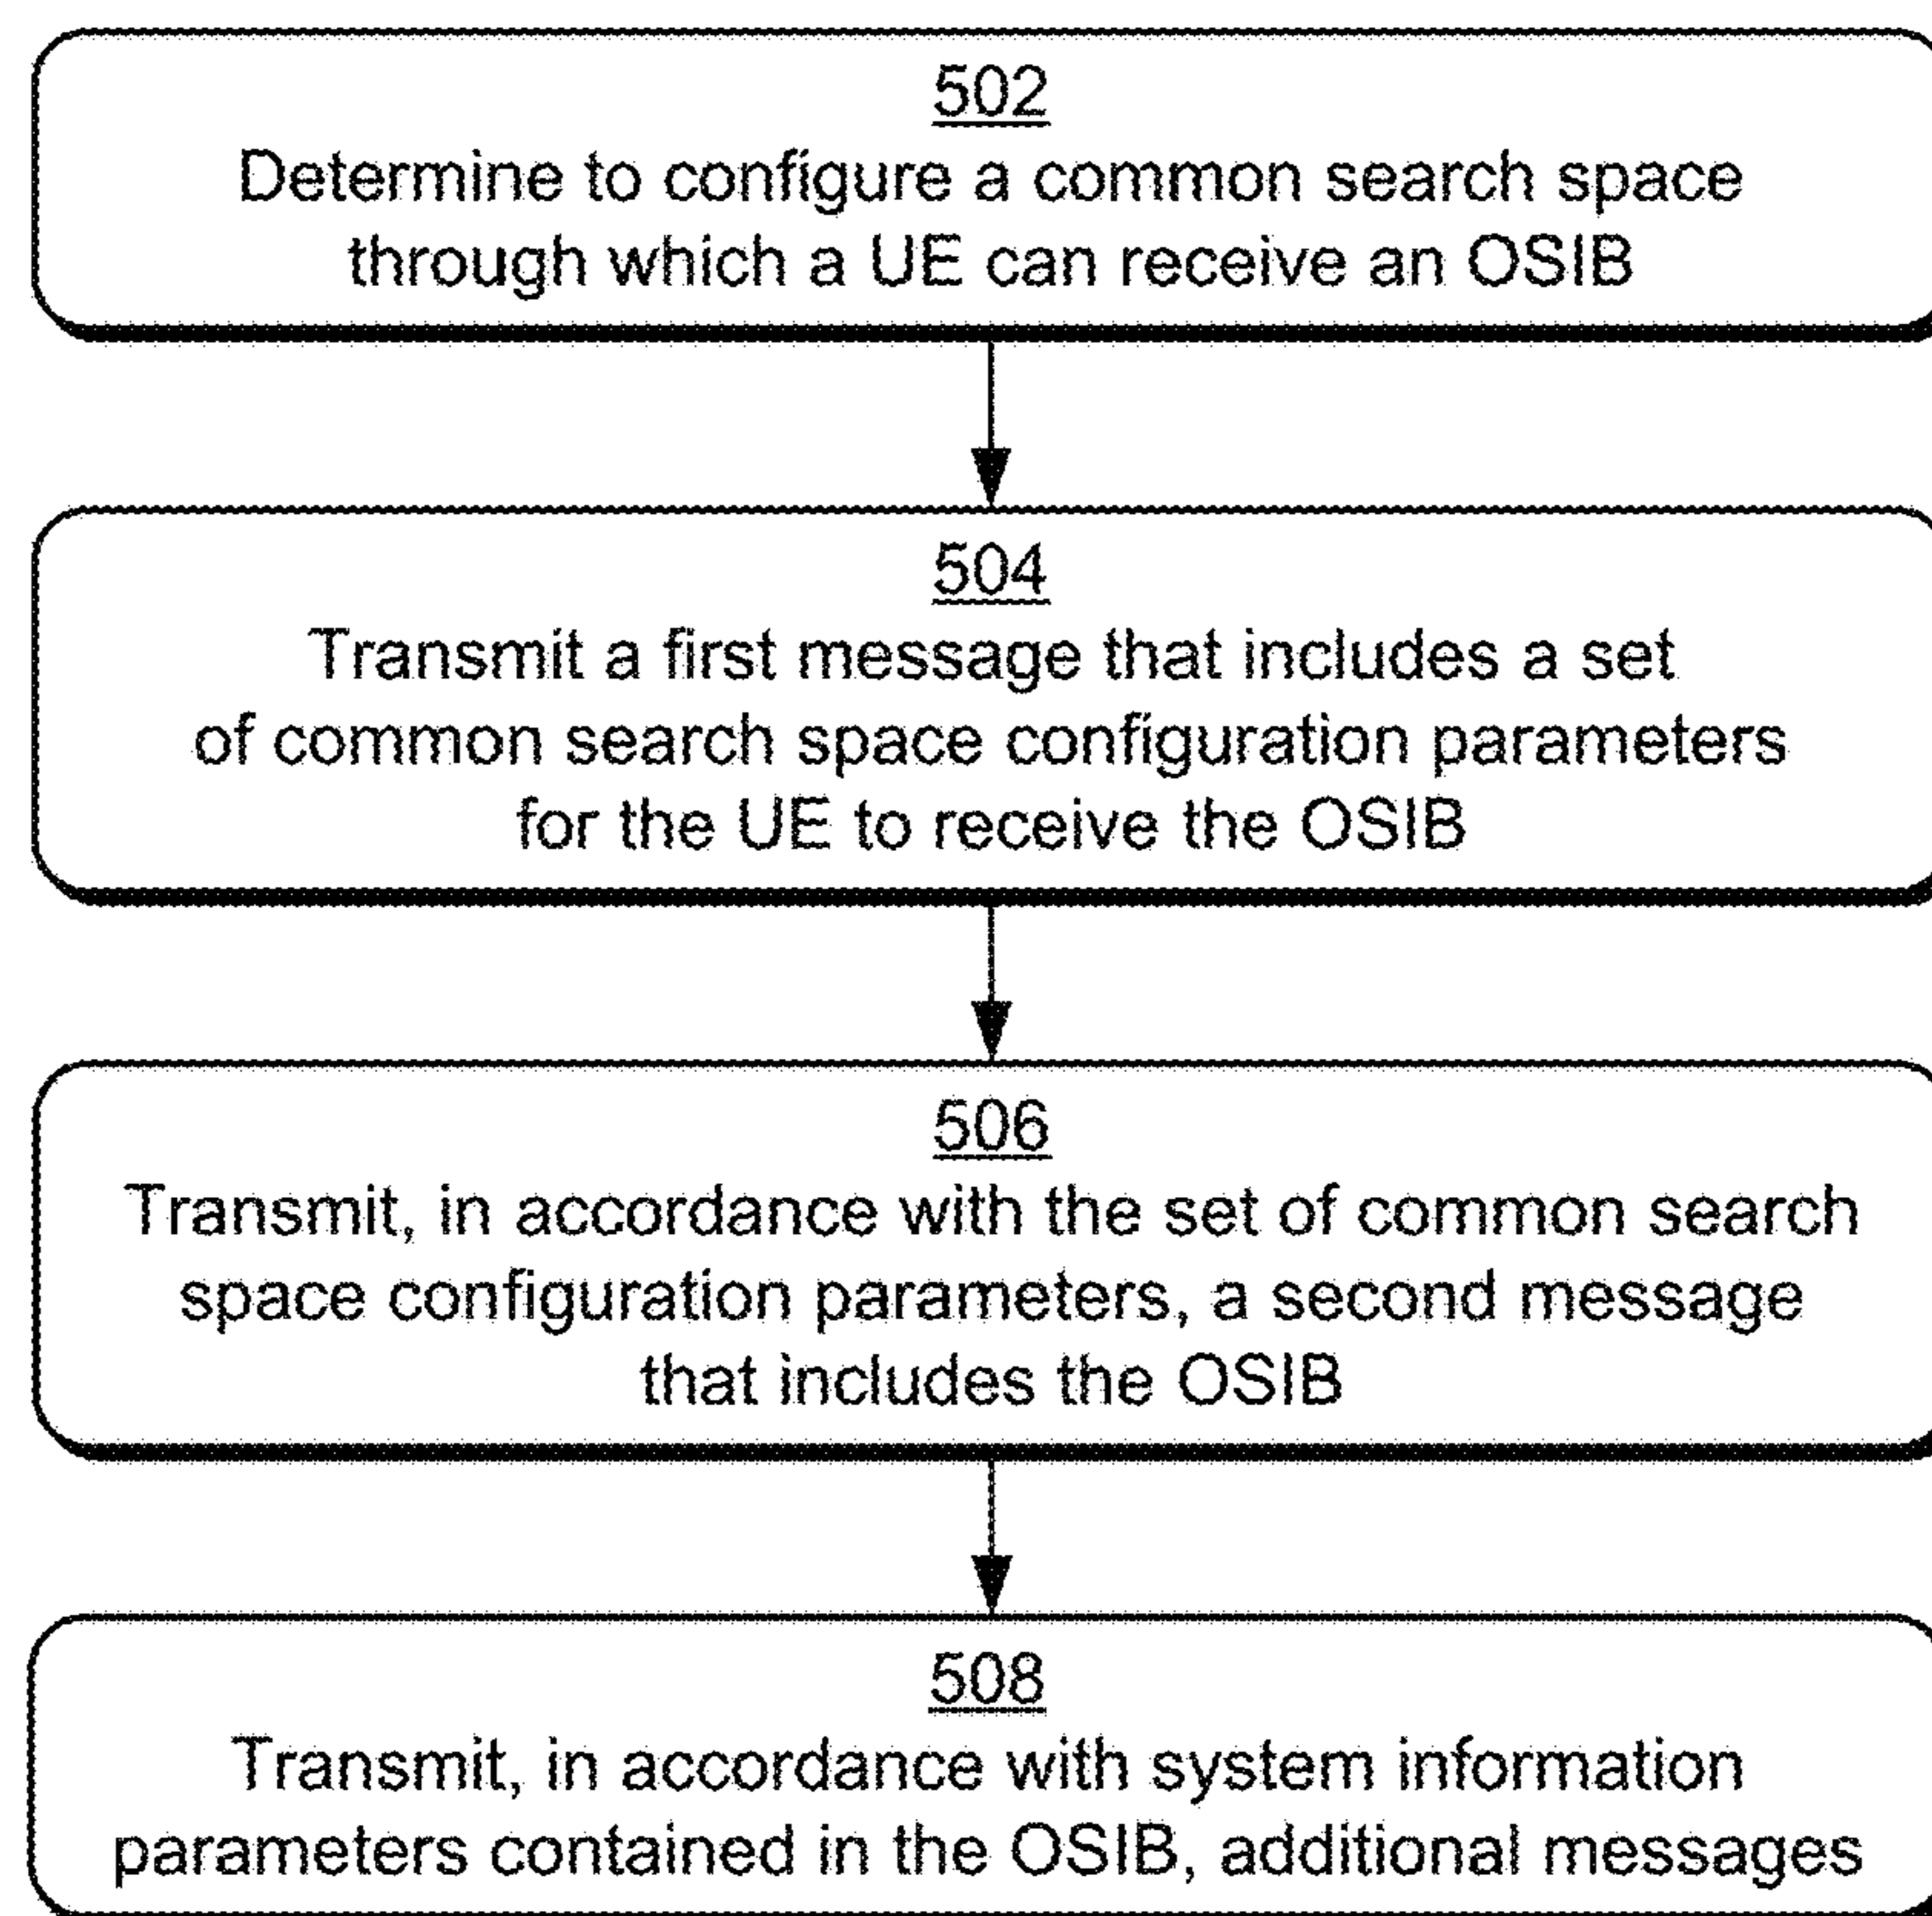 502
Determine to configure a common search space
through which a UE can receive an OSIB
504
Transmit a first message that includes a set
of common search space configuration parameters
for the UE to receive the OSIB
506
Transmit, in accordance with the set of common search
space configuration parameters, a second message
that includes the OSIB
508
Transmit, in accordance with system information
parameters contained in the OSIB, additional messages